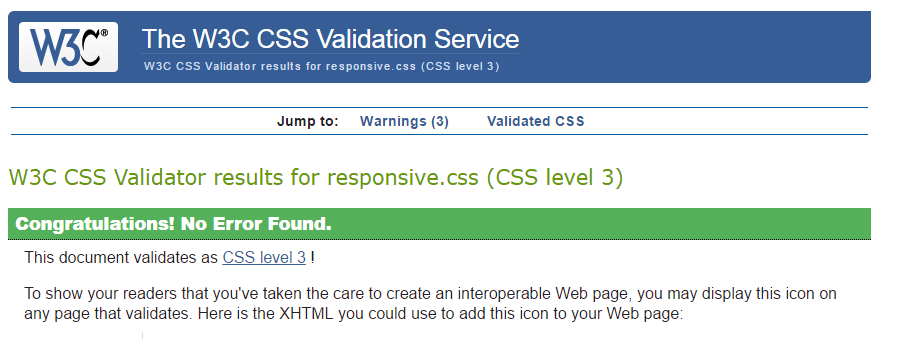 W3C®
The W3C CSS Validation Service
W3C CSS Validator results for responsive.css (CSS level 3)
Jump to: Warnings (3) Validated CSS
W3C CSS Validator results for responsive.css (CSS level 3)
Congratulations! No Error Found.
This document validates as CSS level 3 !
To show your readers that you've taken the care to create an interoperable Web page, you may display this icon on
any page that validates. Here is the XHTML you could use to add this icon to your Web page: